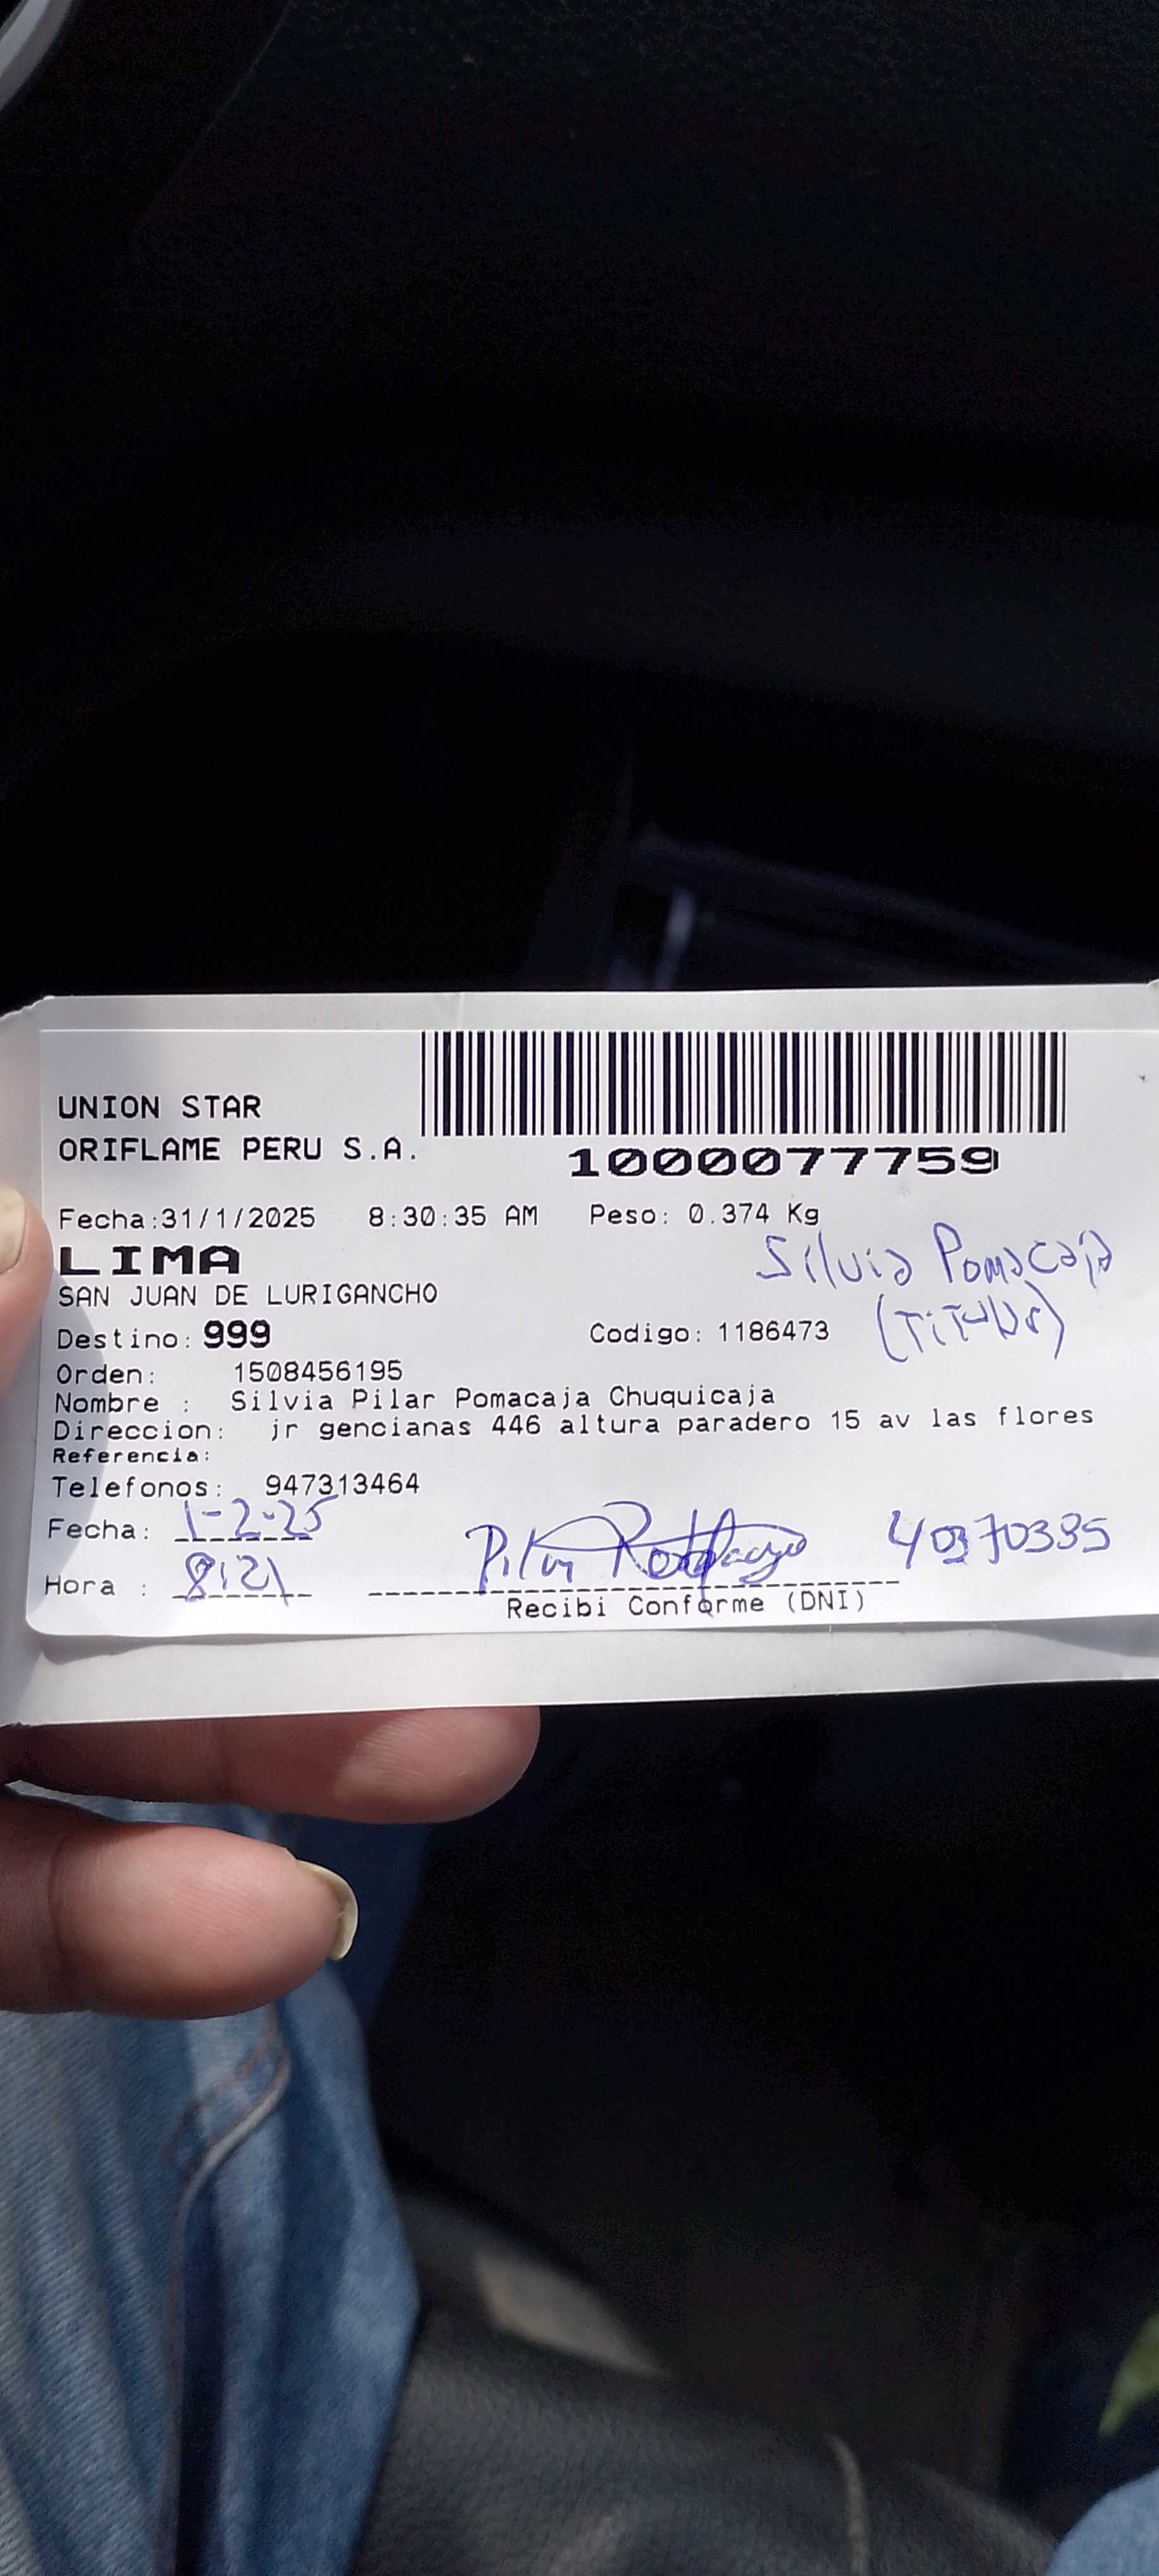 UNION STAR
ORIFLAME PERU S.A.
1000077759
Fecha:31/1/2025 8:30:35 AM Peso: 0.374 Kg
LIMA
Silvia Pomacaja
SAN JUAN DE LURIGANCHO
(TiTular)
Destino: 999 Codigo: 1186473
Orden: 1508456195
Nombre : Silvia Pilar Pomacaja Chuquicaja
Direccion: jr gencianas 446 altura paradero 15 av las flores
Referencia:
Telefonos: 947313464
Fecha: 1-2-25
Pilar 40370335
Hora : 8:21
Recibi Conforme (DNI)